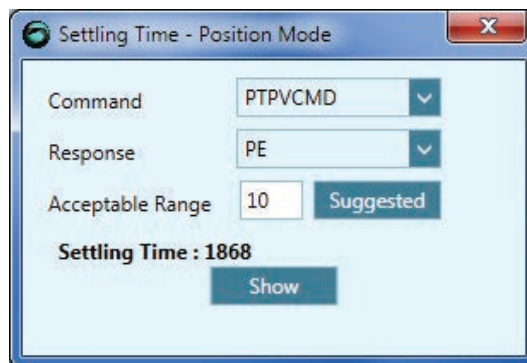 Settling Time - Position Mode
Command PTPVCMD
Response PE
Acceptable Range 10 Suggested
Settling Time : 1868
Show